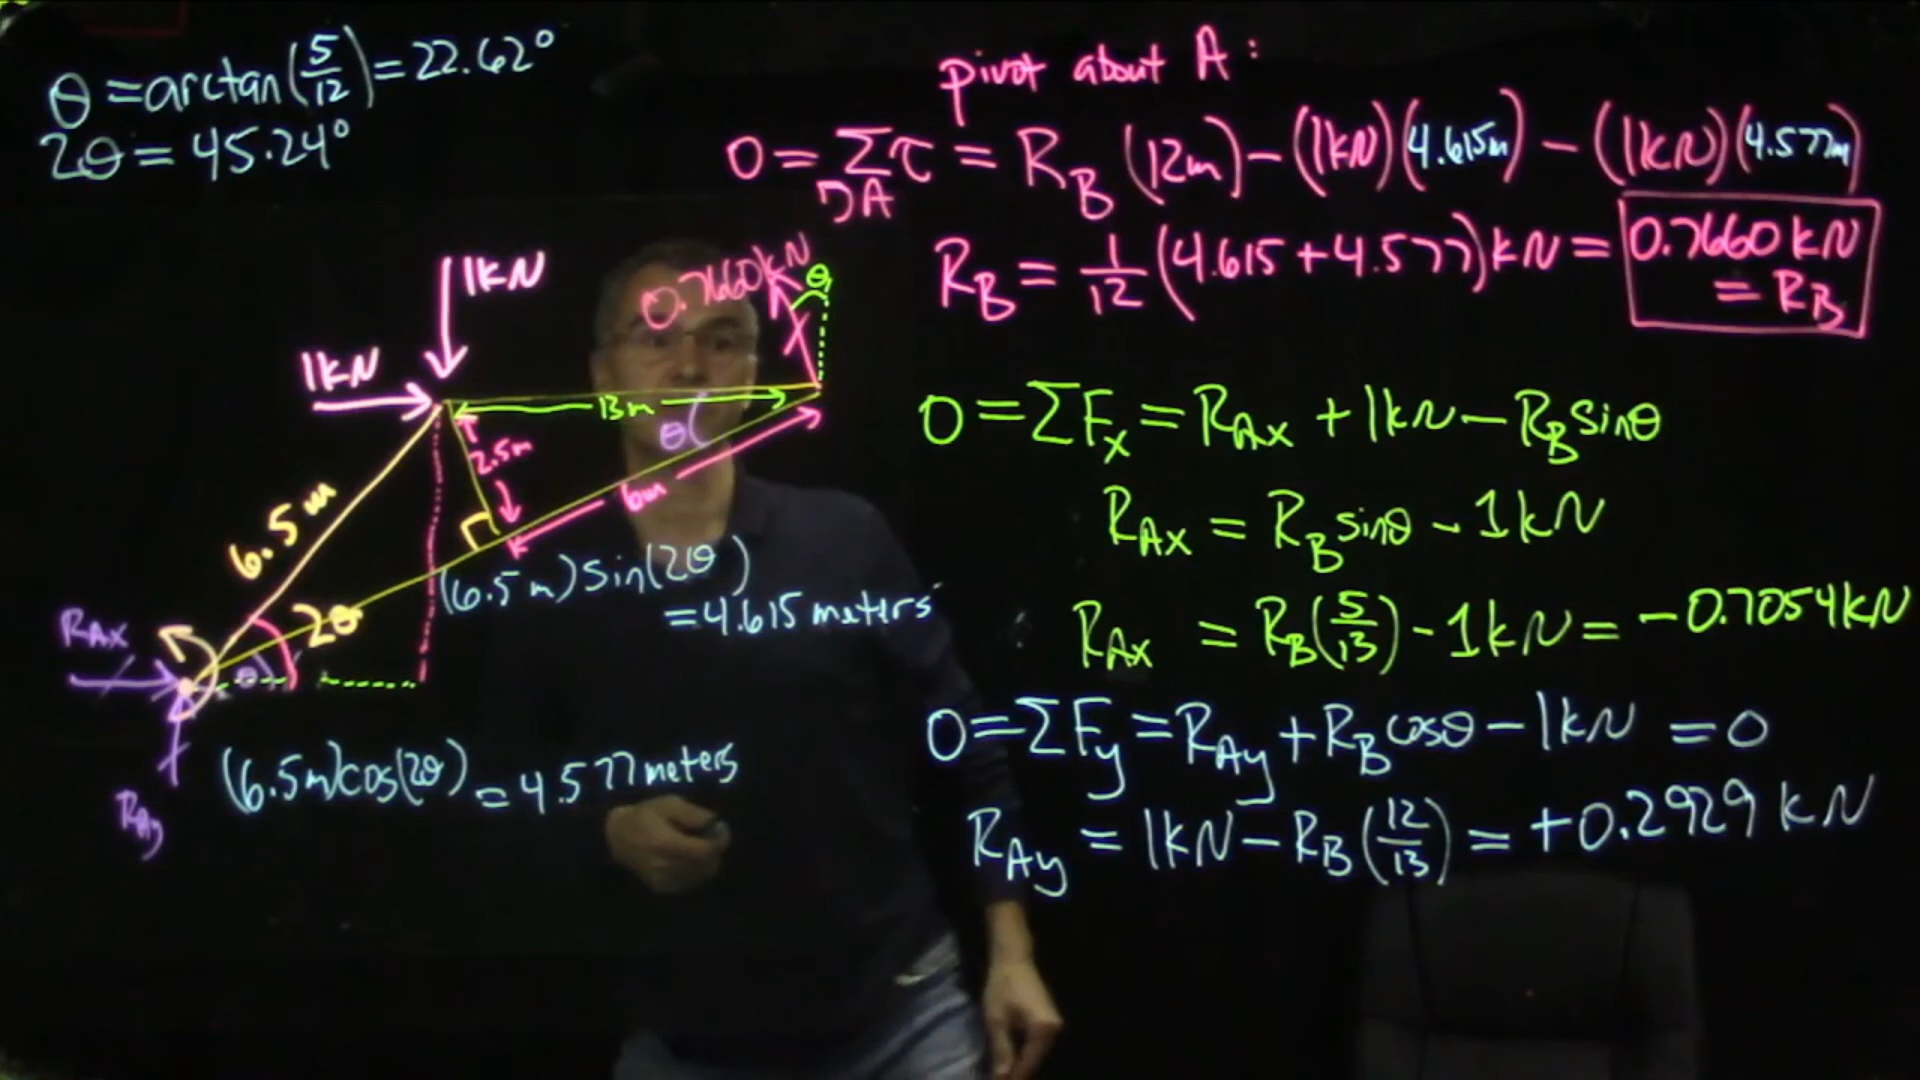 θ = arctan(5/12) = 22.62°
2θ = 45.24°
pivot about A:
0 = Σ τ = R_B (12m) - (1kN)(4.615m) - (1kN)(4.577m)
A
R_B = 1/12 (4.615 + 4.577) kN = 0.7660 kN
= R_B
1kN
0.7660 kN
θ
1kN
13m
θ
2.5m
6m
6.5m
(6.5m) sin(2θ)
= 4.615 meters
R_Ax
2θ
θ
R_Ay
(6.5m) cos(2θ) = 4.577 meters
0 = ΣF_x = R_Ax + 1kN - R_B sinθ
R_Ax = R_B sinθ - 1kN
R_Ax = R_B (5/13) - 1kN = -0.7054 kN
0 = ΣF_y = R_Ay + R_B cosθ - 1kN = 0
R_Ay = 1kN - R_B (12/13) = +0.2929 kN